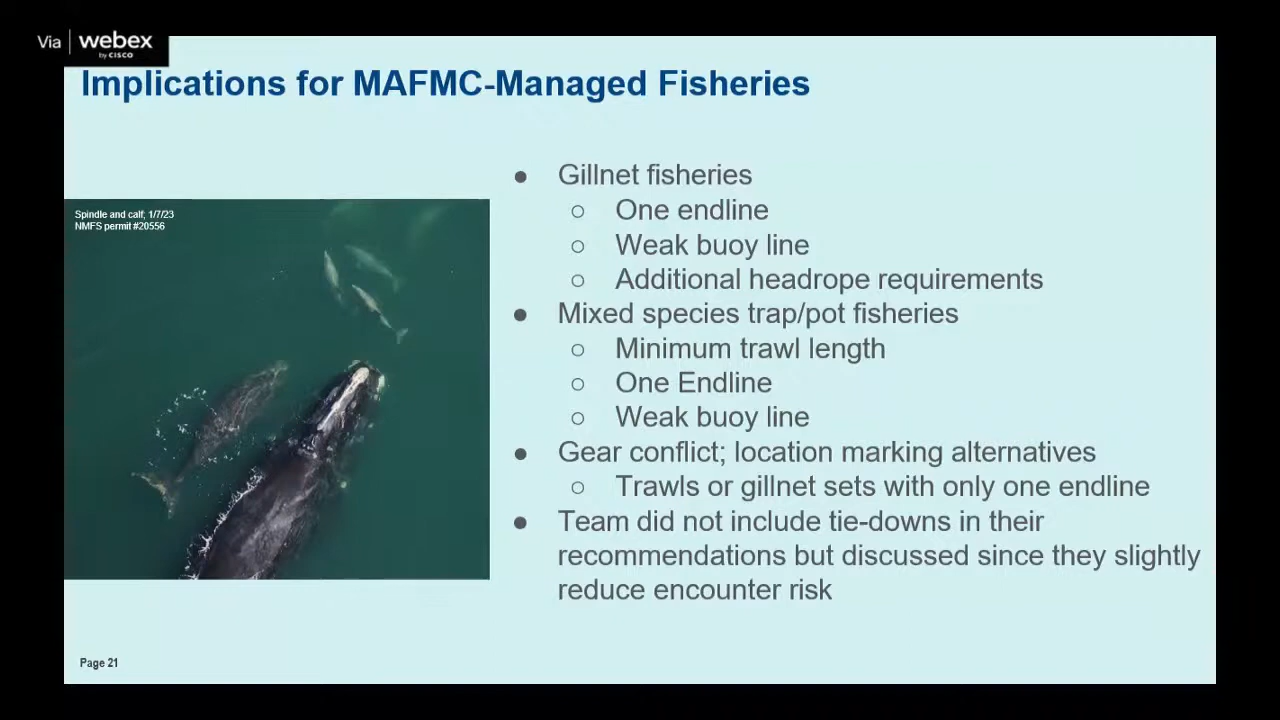 Via webex
by CISCO
Implications for MAFMC-Managed Fisheries
Spindle and calf, 1/7/23
NMFS permit #20556
● Gillnet fisheries
○ One endline
○ Weak buoy line
○ Additional headrope requirements
● Mixed species trap/pot fisheries
○ Minimum trawl length
○ One Endline
○ Weak buoy line
● Gear conflict; location marking alternatives
○ Trawls or gillnet sets with only one endline
● Team did not include tie-downs in their
recommendations but discussed since they slightly
reduce encounter risk
Page 21